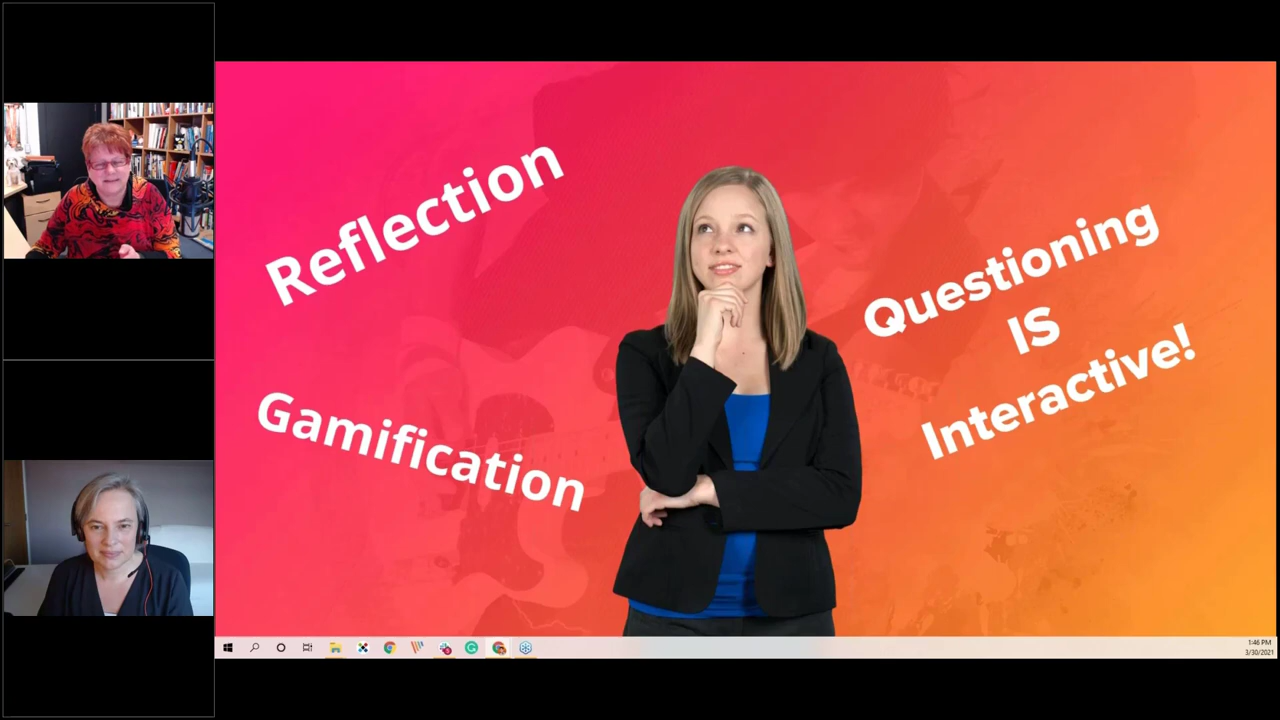 Reflection
Gamification
Questioning
IS
Interactive!
1:46 PM
3/30/2021